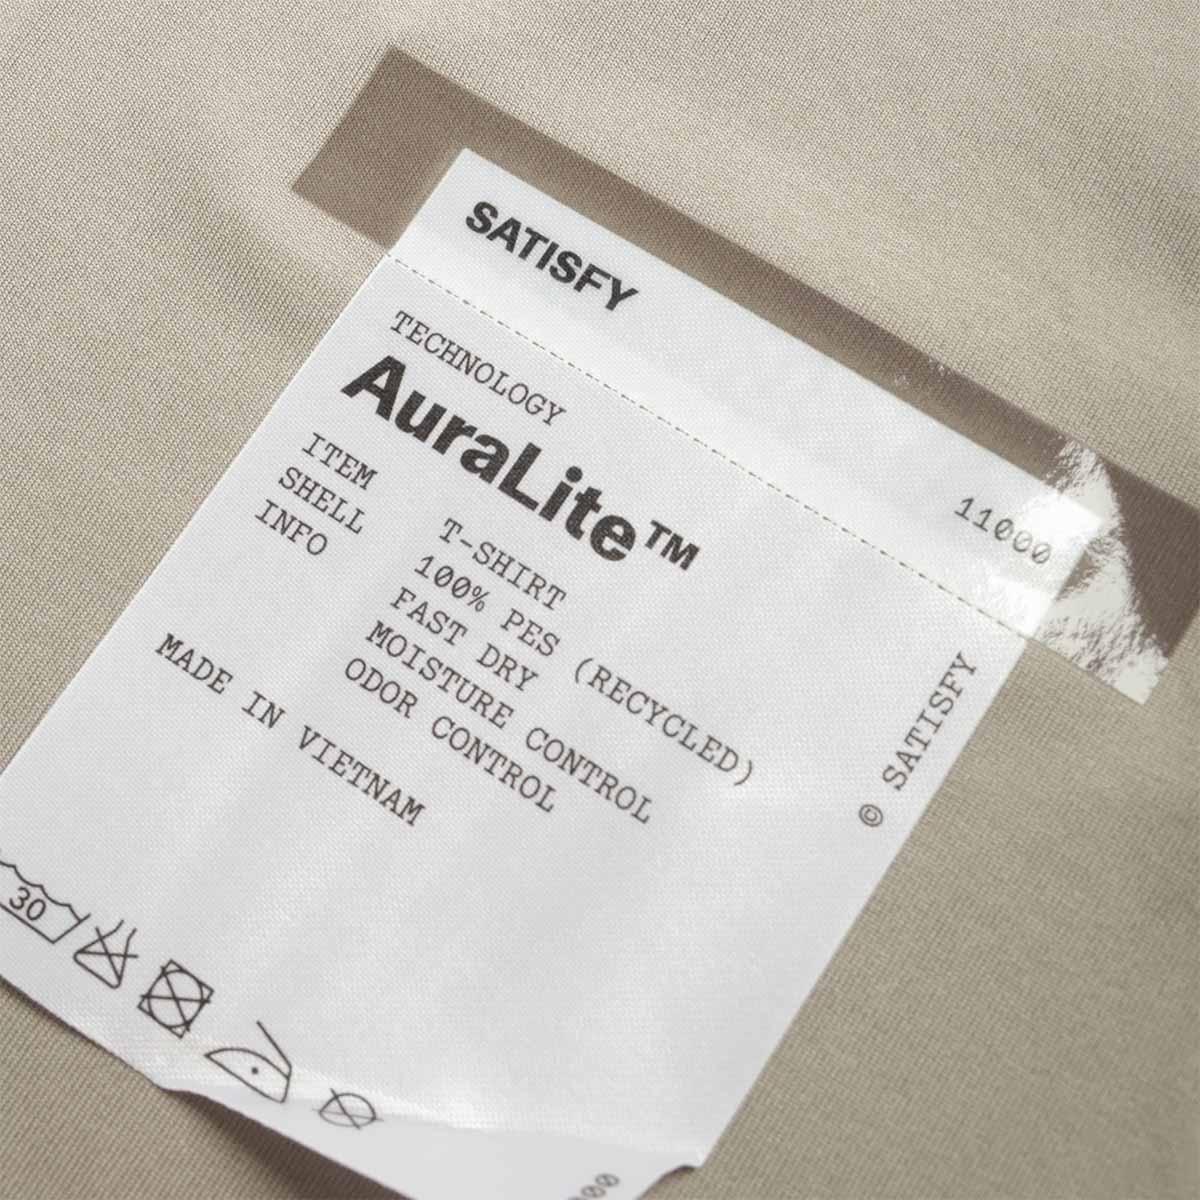 SATISFY
11000
TECHNOLOGY
AuraLite™
ITEM T-SHIRT
SHELL 100% PES (RECYCLED)
INFO FAST DRY
MOISTURE CONTROL
ODOR CONTROL
MADE IN VIETNAM
© SATISFY
30
000